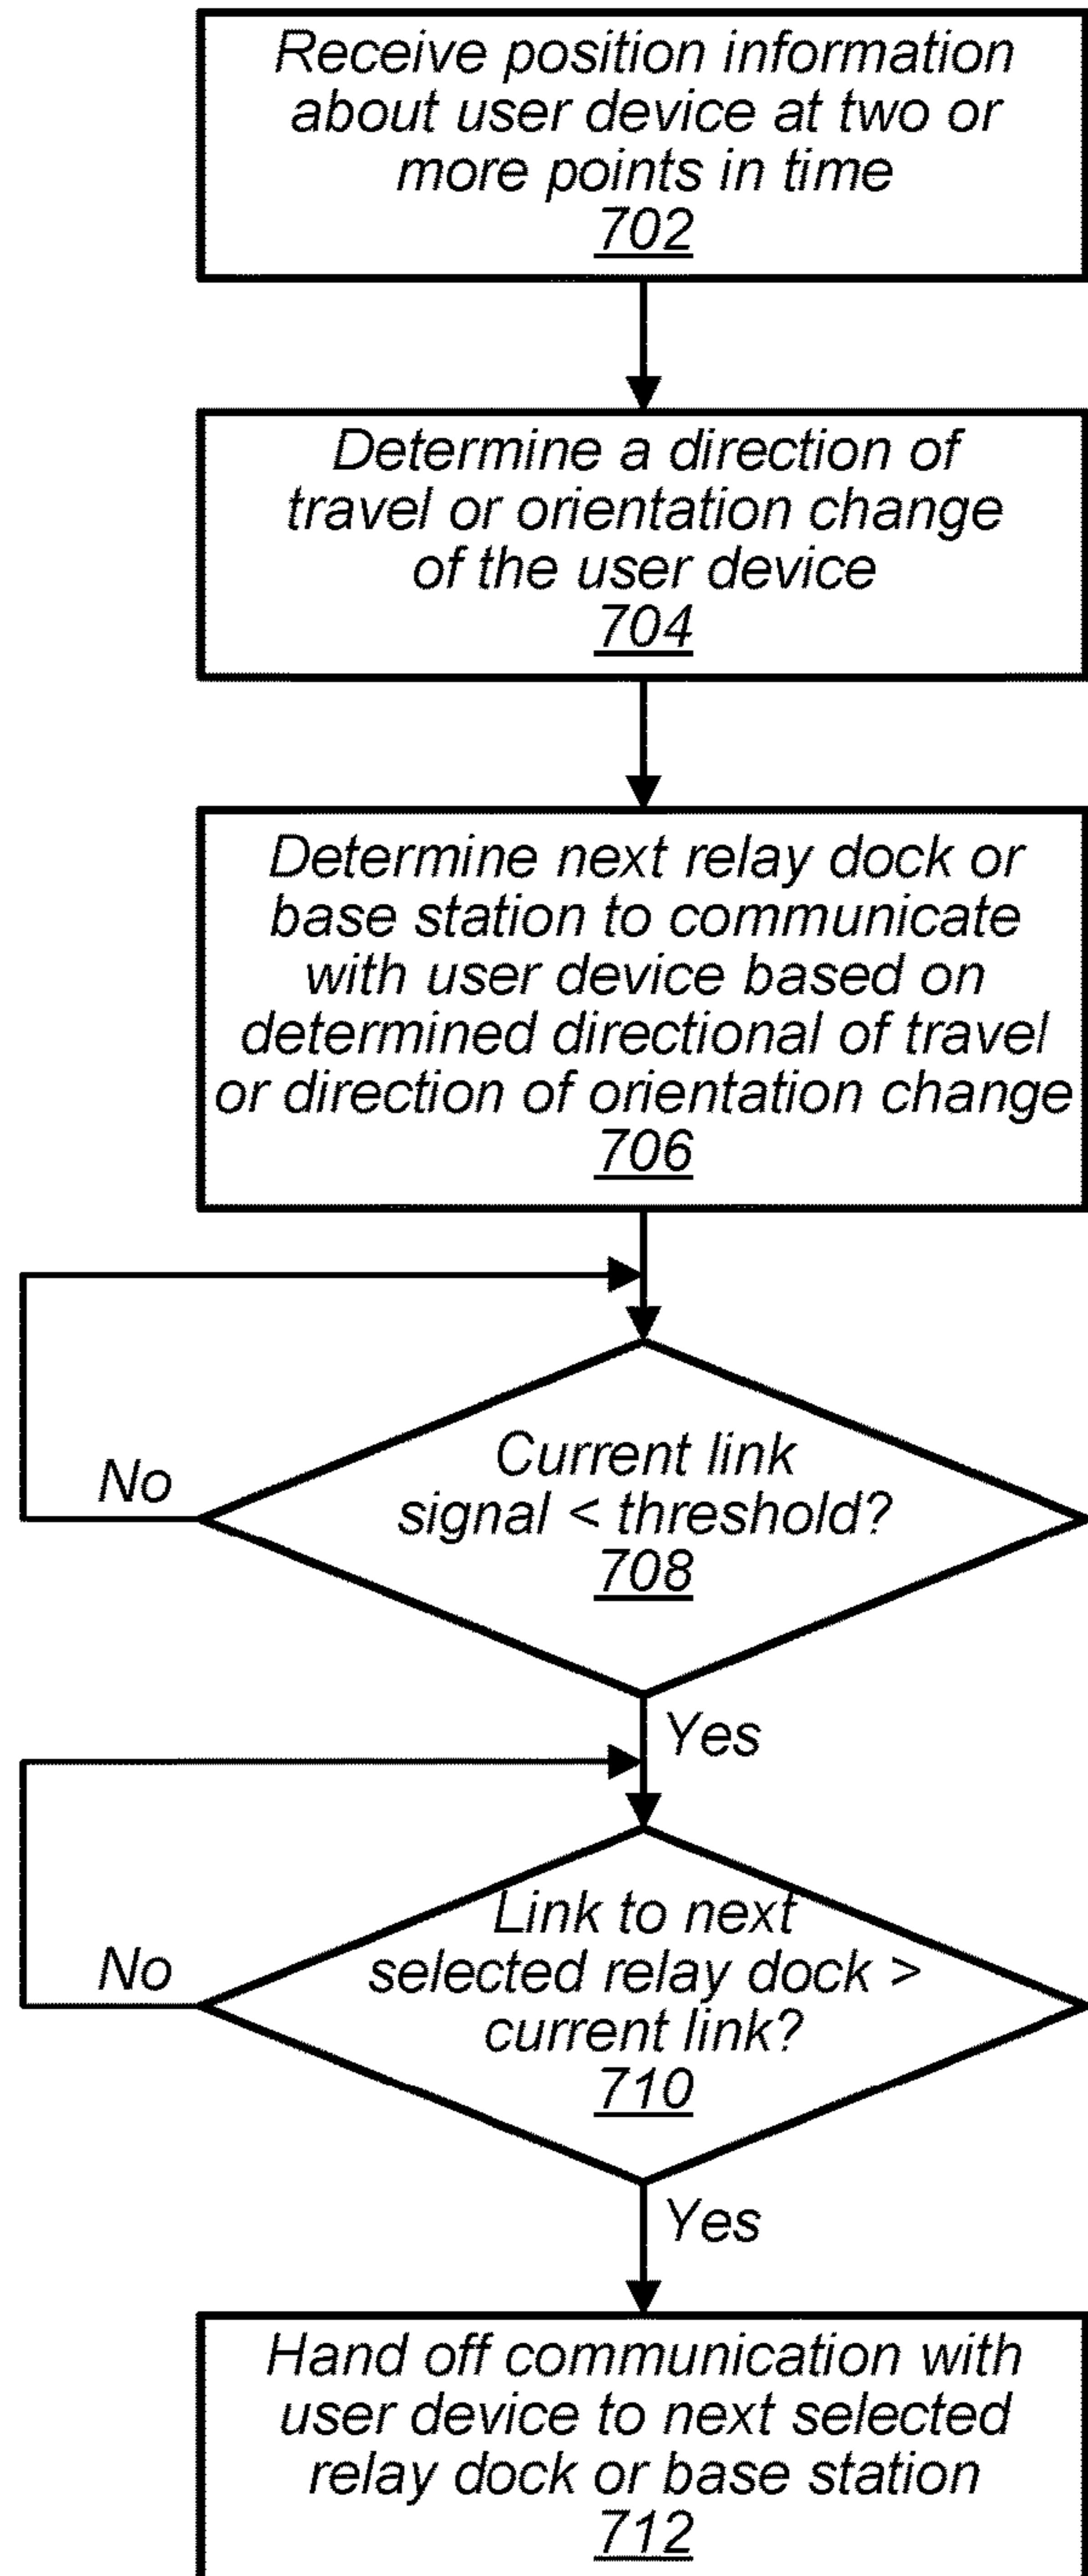 Receive position information
about user device at two or
more points in time
702
Determine a direction of
travel or orientation change
of the user device
704
Determine next relay dock or
base station to communicate
with user device based on
determined directional of travel
or direction of orientation change
706
Current link
signal < threshold?
708
No
Yes
Link to next
selected relay dock >
current link?
710
No
Yes
Hand off communication with
user device to next selected
relay dock or base station
712